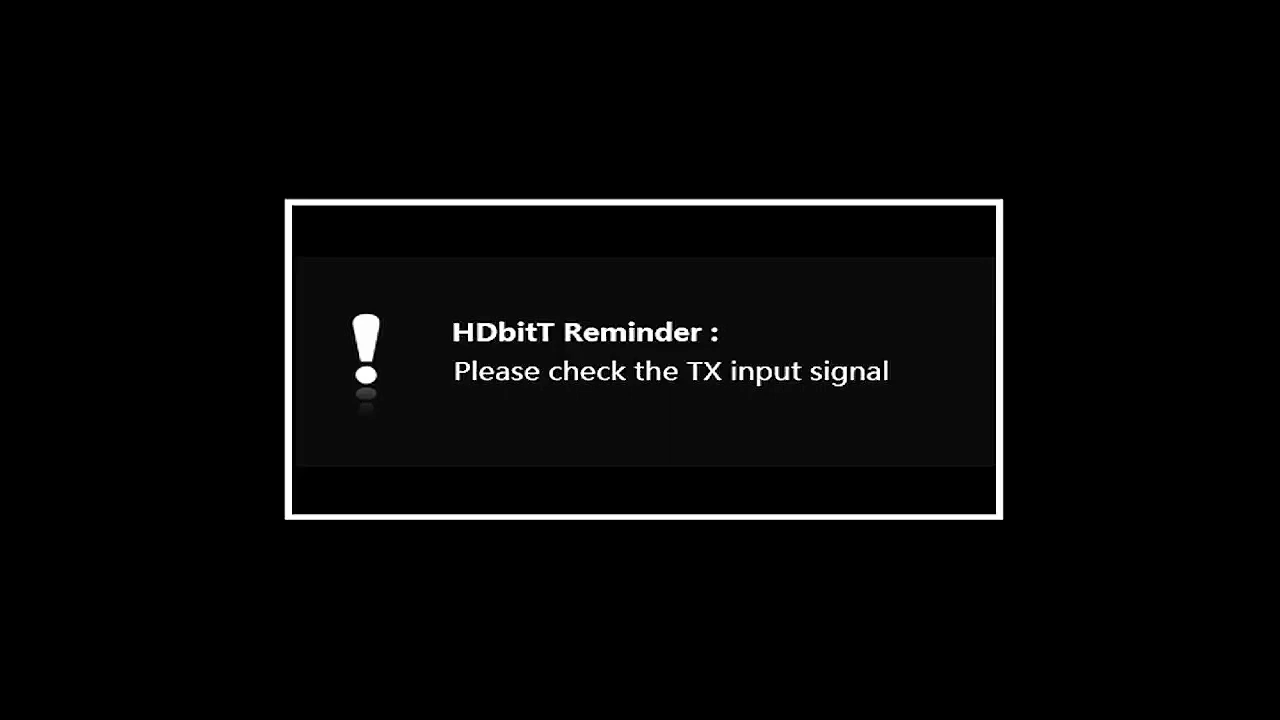 HDbitT Reminder :
Please check the TX input signal